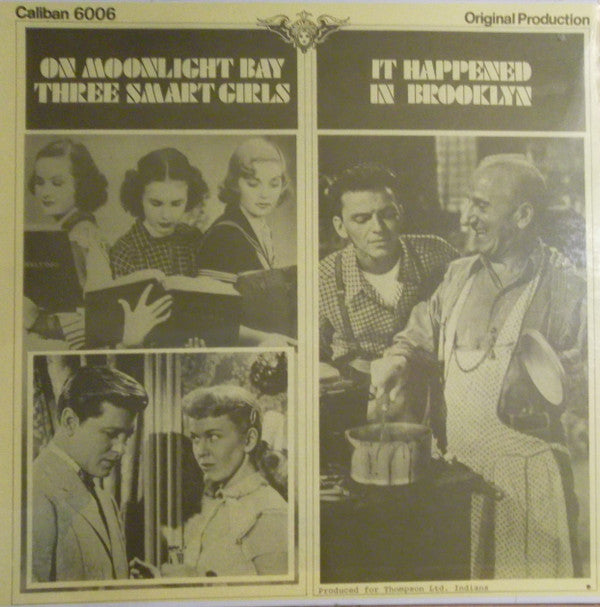 Caliban 6006
Original Production
ON MOONLIGHT BAY
THREE SMART GIRLS
IT HAPPENED
IN BROOKLYN
Produced for Thompson Ltd. Indiana